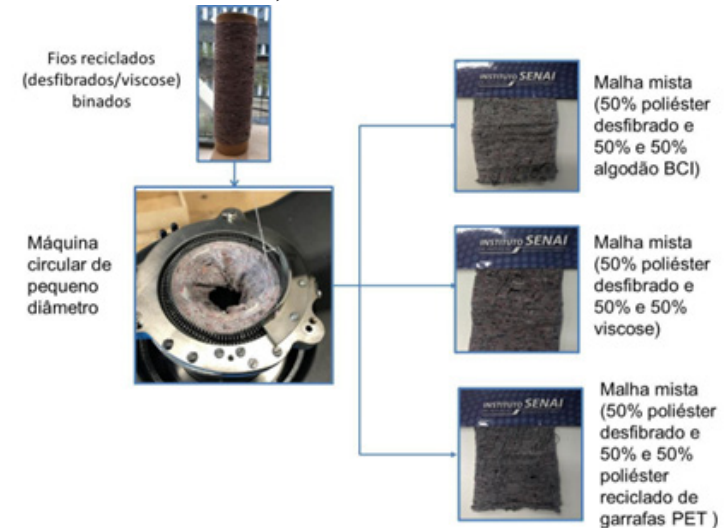 Fios reciclados
(desfibrados/viscose)
binados
Máquina
circular de
pequeno
diâmetro
INSTITUTO SENAI
Malha mista
(50% poliéster
desfibrado e
50% e 50%
algodão BCI)
INSTITUTO SENAI
Malha mista
(50% poliéster
desfibrado e
50% e 50%
viscose)
INSTITUTO SENAI
Malha mista
(50% poliéster
desfibrado e
50% e 50%
poliéster
reciclado de
garrafas PET )